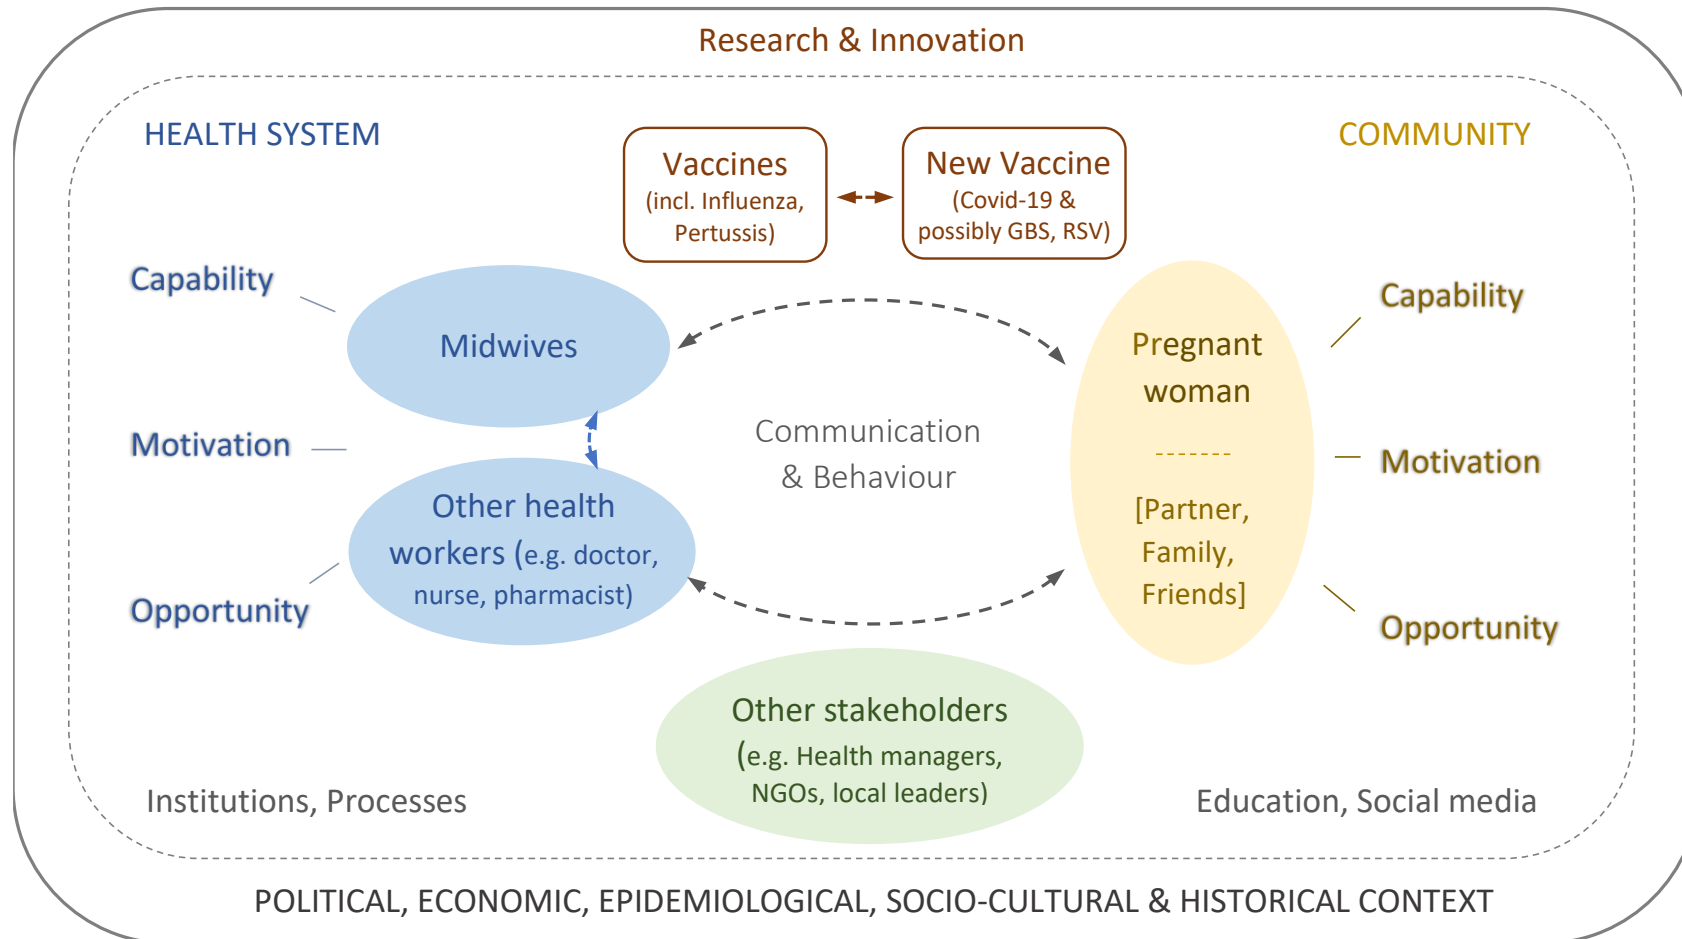 Research & Innovation
HEALTH SYSTEM
COMMUNITY
Vaccines
(incl. Influenza,
Pertussis)
New Vaccine
(Covid-19 &
possibly GBS, RSV)
Capability
Motivation
Opportunity
Midwives
Other health
workers (e.g. doctor,
nurse, pharmacist)
Communication
& Behaviour
Pregnant
woman
[Partner,
Family,
Friends]
Capability
Motivation
Opportunity
Other stakeholders
(e.g. Health managers,
NGOs, local leaders)
Institutions, Processes
Education, Social media
POLITICAL, ECONOMIC, EPIDEMIOLOGICAL, SOCIO-CULTURAL & HISTORICAL CONTEXT